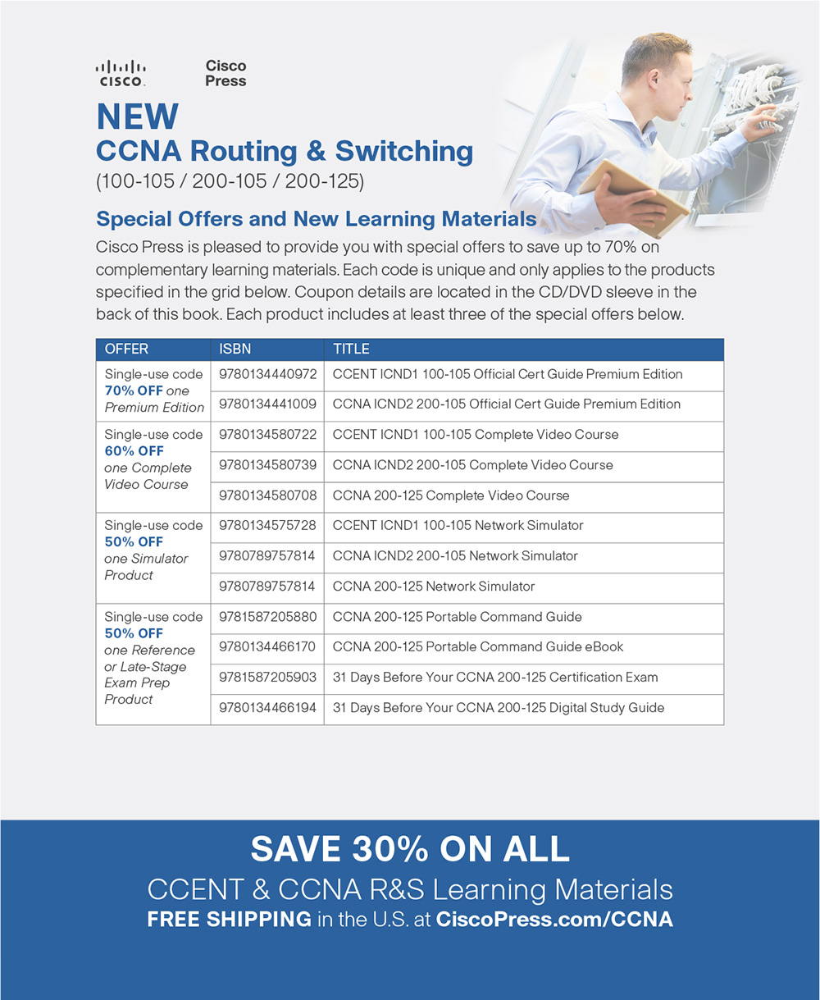 CISCO.
Cisco
Press
NEW
CCNA Routing & Switching
(100-105 / 200-105 / 200-125)
Special Offers and New Learning Materials
Cisco Press is pleased to provide you with special offers to save up to 70% on
complementary learning materials. Each code is unique and only applies to the products
specified in the grid below. Coupon details are located in the CD/DVD sleeve in the
back of this book. Each product includes at least three of the special offers below.
OFFER ISBN TITLE
Single-use code
70% OFF one
Premium Edition
9780134440972 CCENT ICND1 100-105 Official Cert Guide Premium Edition
9780134441009 CCNA ICND2 200-105 Official Cert Guide Premium Edition
Single-use code
60% OFF
one Complete
Video Course
9780134580722 CCENT ICND1 100-105 Complete Video Course
9780134580739 CCNA ICND2 200-105 Complete Video Course
9780134580708 CCNA 200-125 Complete Video Course
Single-use code
50% OFF
one Simulator
Product
9780134575728 CCENT ICND1 100-105 Network Simulator
9780789757814 CCNA ICND2 200-105 Network Simulator
9780789757814 CCNA 200-125 Network Simulator
Single-use code
50% OFF
one Reference
or Late-Stage
Exam Prep
Product
9781587205880 CCNA 200-125 Portable Command Guide
9780134466170 CCNA 200-125 Portable Command Guide eBook
9781587205903 31 Days Before Your CCNA 200-125 Certification Exam
9780134466194 31 Days Before Your CCNA 200-125 Digital Study Guide
SAVE 30% ON ALL
CCENT & CCNA R&S Learning Materials
FREE SHIPPING in the U.S. at CiscoPress.com/CCNA